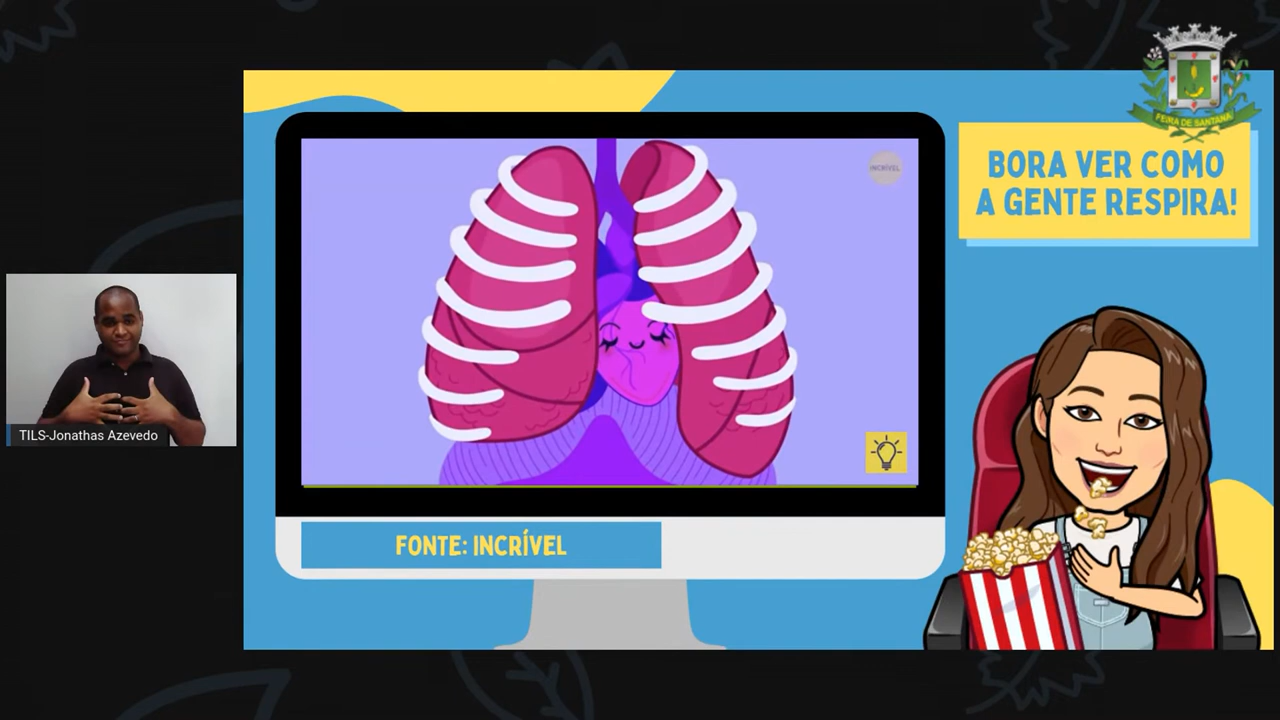 FEIRA DE SANTANA
BORA VER COMO
A GENTE RESPIRA!
INCRÍVEL
TILS-Jonathas Azevedo
FONTE: INCRÍVEL